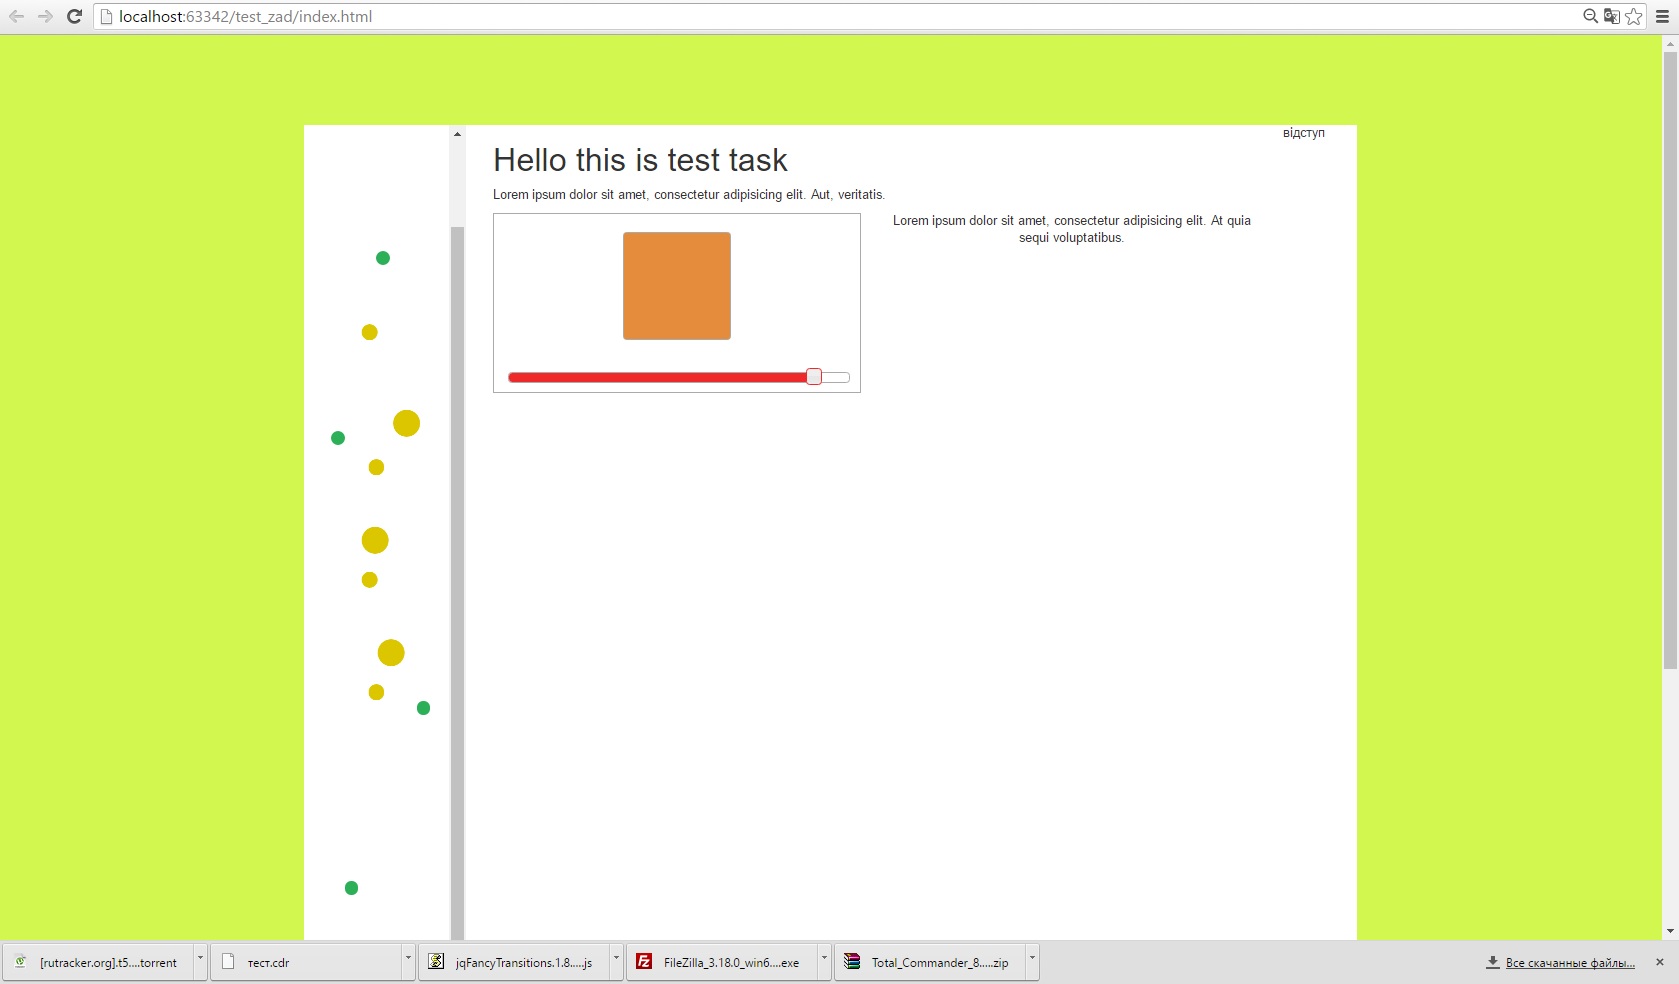 localhost:63342/test_zad/index.html
відступ
Hello this is test task
Lorem ipsum dolor sit amet, consectetur adipisicing elit. Aut, veritatis.
Lorem ipsum dolor sit amet, consectetur adipisicing elit. At quia
sequi voluptatibus.
[rutracker.org].t5....torrent
тест.cdr
jqFancyTransitions.1.8.....js
FileZilla_3.18.0_win6....exe
Total_Commander_8.....zip
Все скачанные файлы...